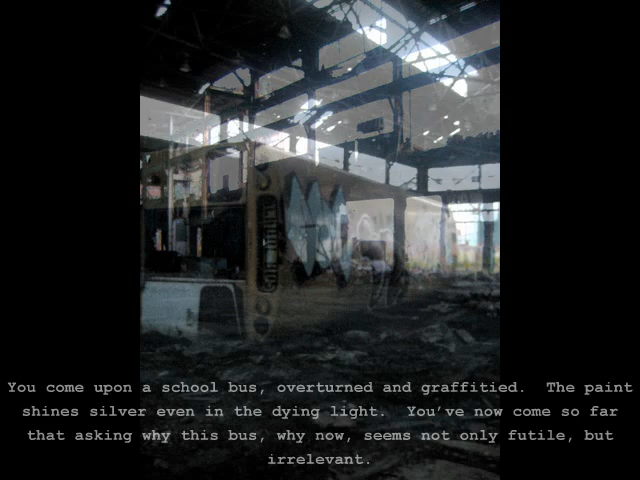 You come upon a school bus, overturned and graffitied.  The paint
shines silver even in the dying light.  You've now come so far
that asking why this bus, why now, seems not only futile, but
irrelevant.